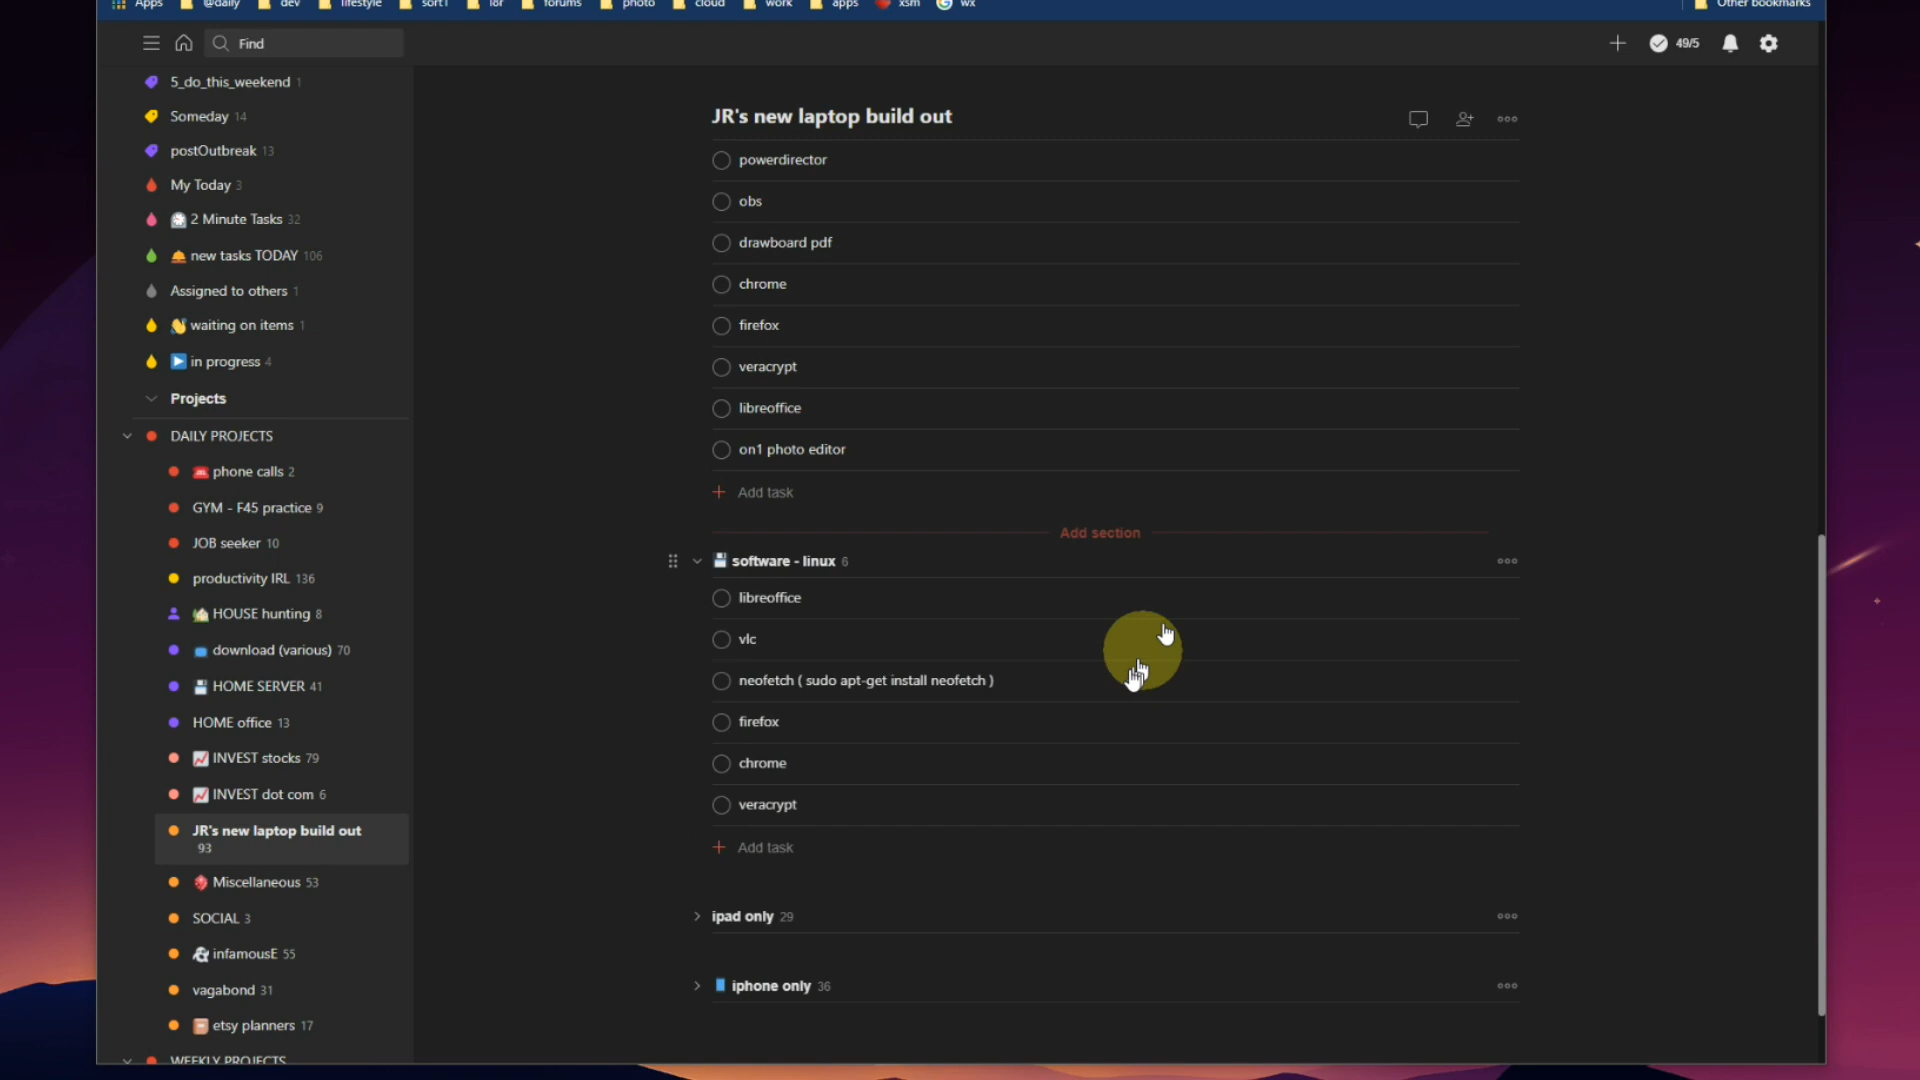 Apps @daily dev lifestyle sort1 l8r forums photo cloud work apps xsm wx Other bookmarks
Find 49/5
5_do_this_weekend 1
Someday 14
postOutbreak 13
My Today 3
2 Minute Tasks 32
new tasks TODAY 106
Assigned to others 1
waiting on items 1
in progress 4
Projects
DAILY PROJECTS
phone calls 2
GYM - F45 practice 9
JOB seeker 10
productivity IRL 136
HOUSE hunting 8
download (various) 70
HOME SERVER 41
HOME office 13
INVEST stocks 79
INVEST dot com 6
JR's new laptop build out
93
Miscellaneous 53
SOCIAL 3
infamousE 55
vagabond 31
etsy planners 17
WEEKLY PROJECTS
JR's new laptop build out
powerdirector
obs
drawboard pdf
chrome
firefox
veracrypt
libreoffice
on1 photo editor
+ Add task
Add section
software - linux 6
libreoffice
vlc
neofetch ( sudo apt-get install neofetch )
firefox
chrome
veracrypt
+ Add task
ipad only 29
iphone only 36